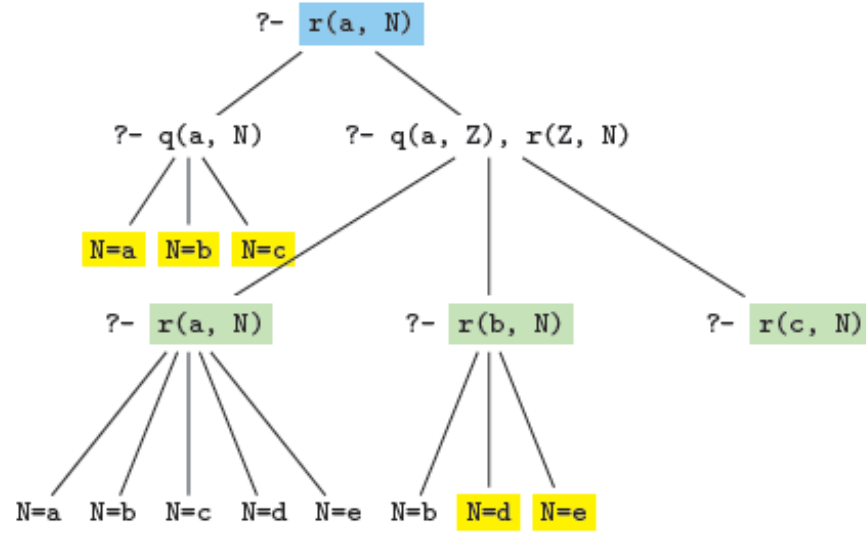 ?- r(a, N)
?- q(a, N) ?- q(a, Z), r(Z, N)
N=a N=b N=c
?- r(a, N) ?- r(b, N) ?- r(c, N)
N=a N=b N=c N=d N=e N=b N=d N=e